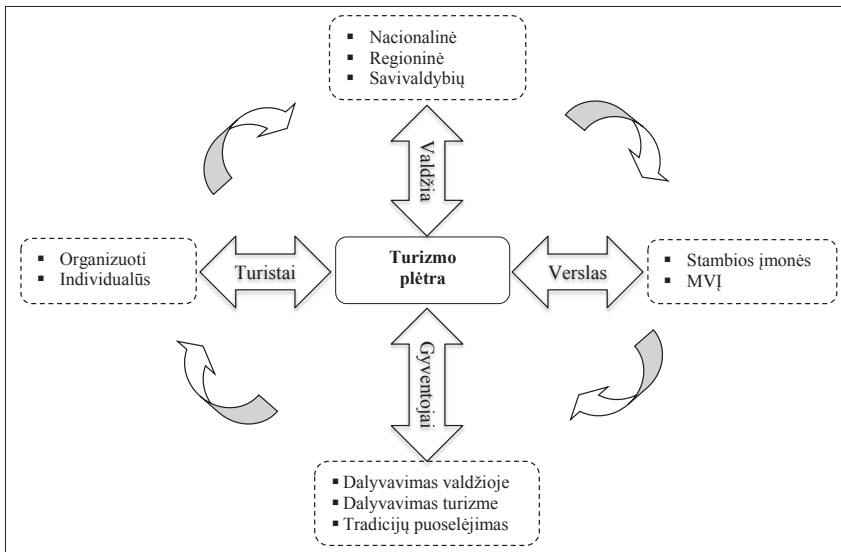 ▪ Nacionalinė
▪ Regioninė
▪ Savivaldybių
Valdžia
▪ Organizuoti
▪ Individualūs
Turistai
Turizmo
plėtra
Verslas
▪ Stambios įmonės
▪ MVĮ
Gyventojai
▪ Dalyvavimas valdžioje
▪ Dalyvavimas turizme
▪ Tradicijų puoselėjimas